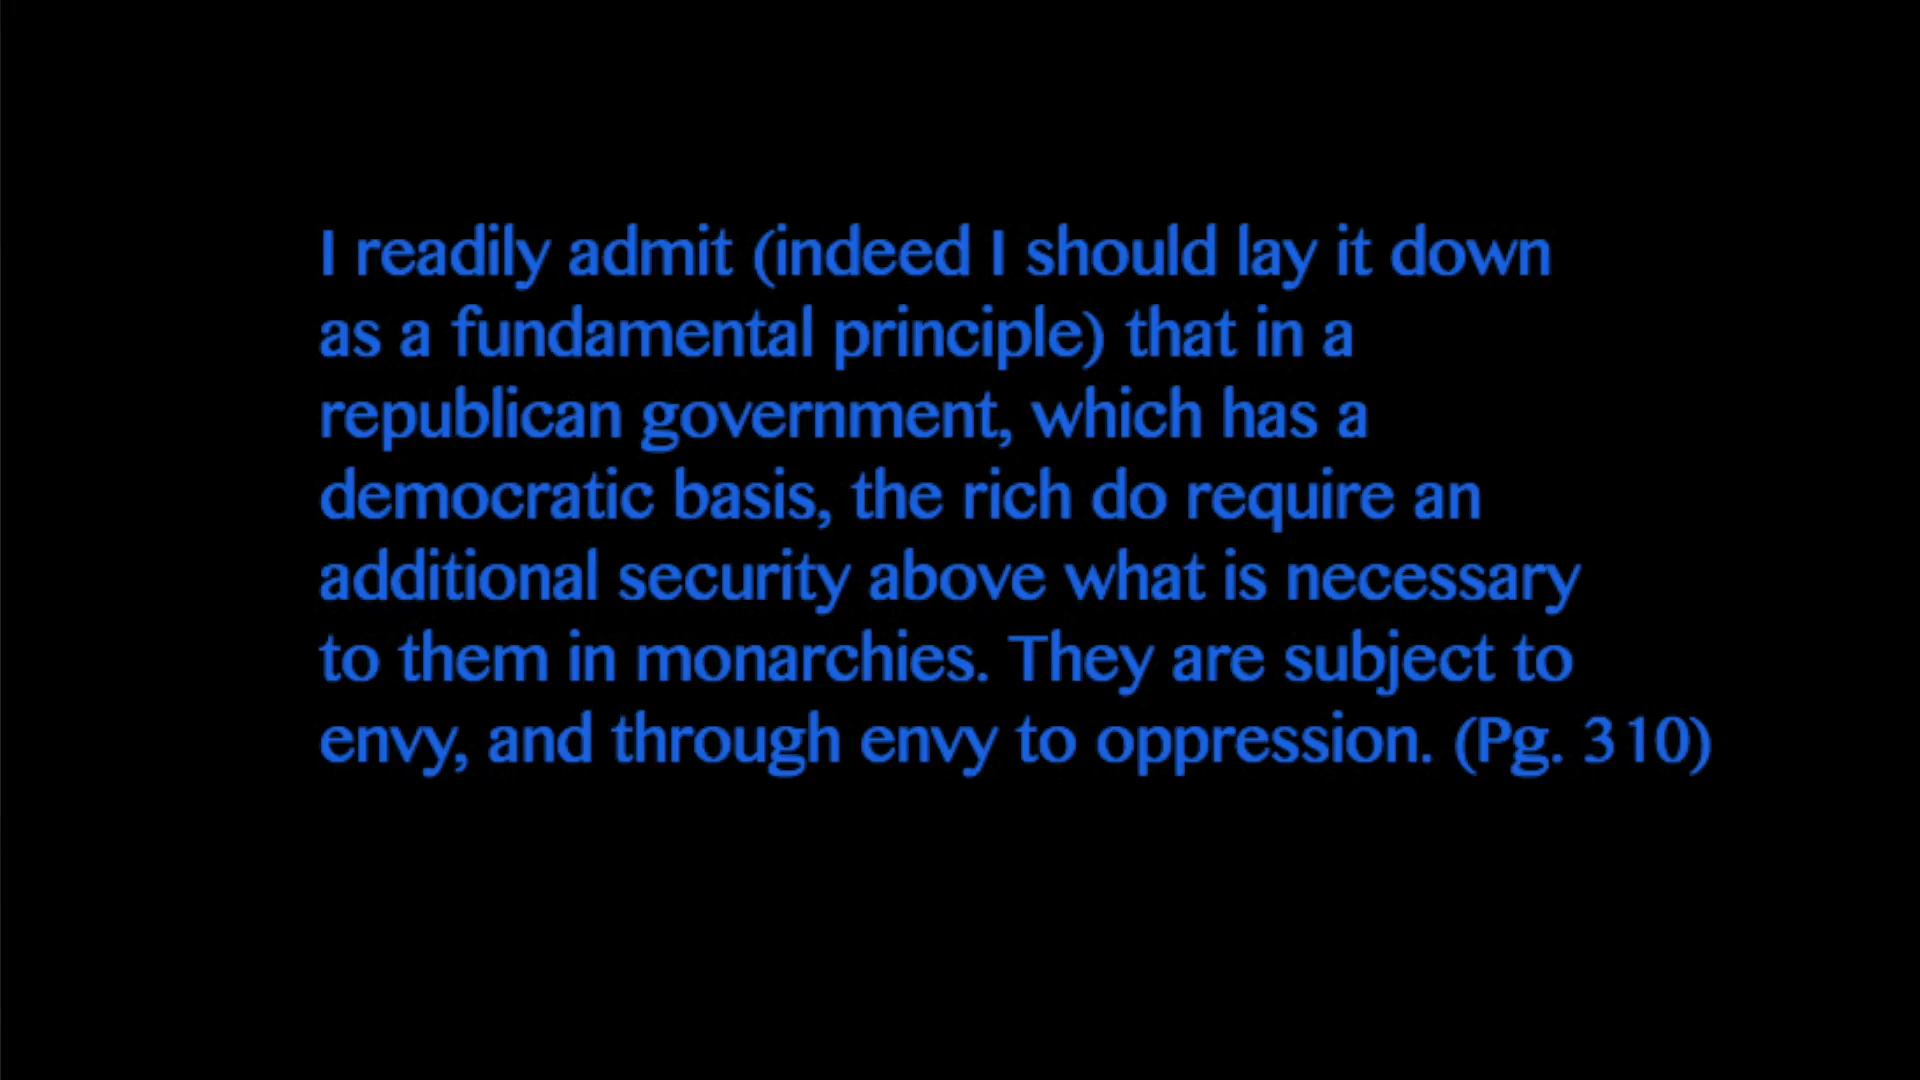 I readily admit (indeed I should lay it down
as a fundamental principle) that in a
republican government, which has a
democratic basis, the rich do require an
additional security above what is necessary
to them in monarchies. They are subject to
envy, and through envy to oppression. (Pg. 310)